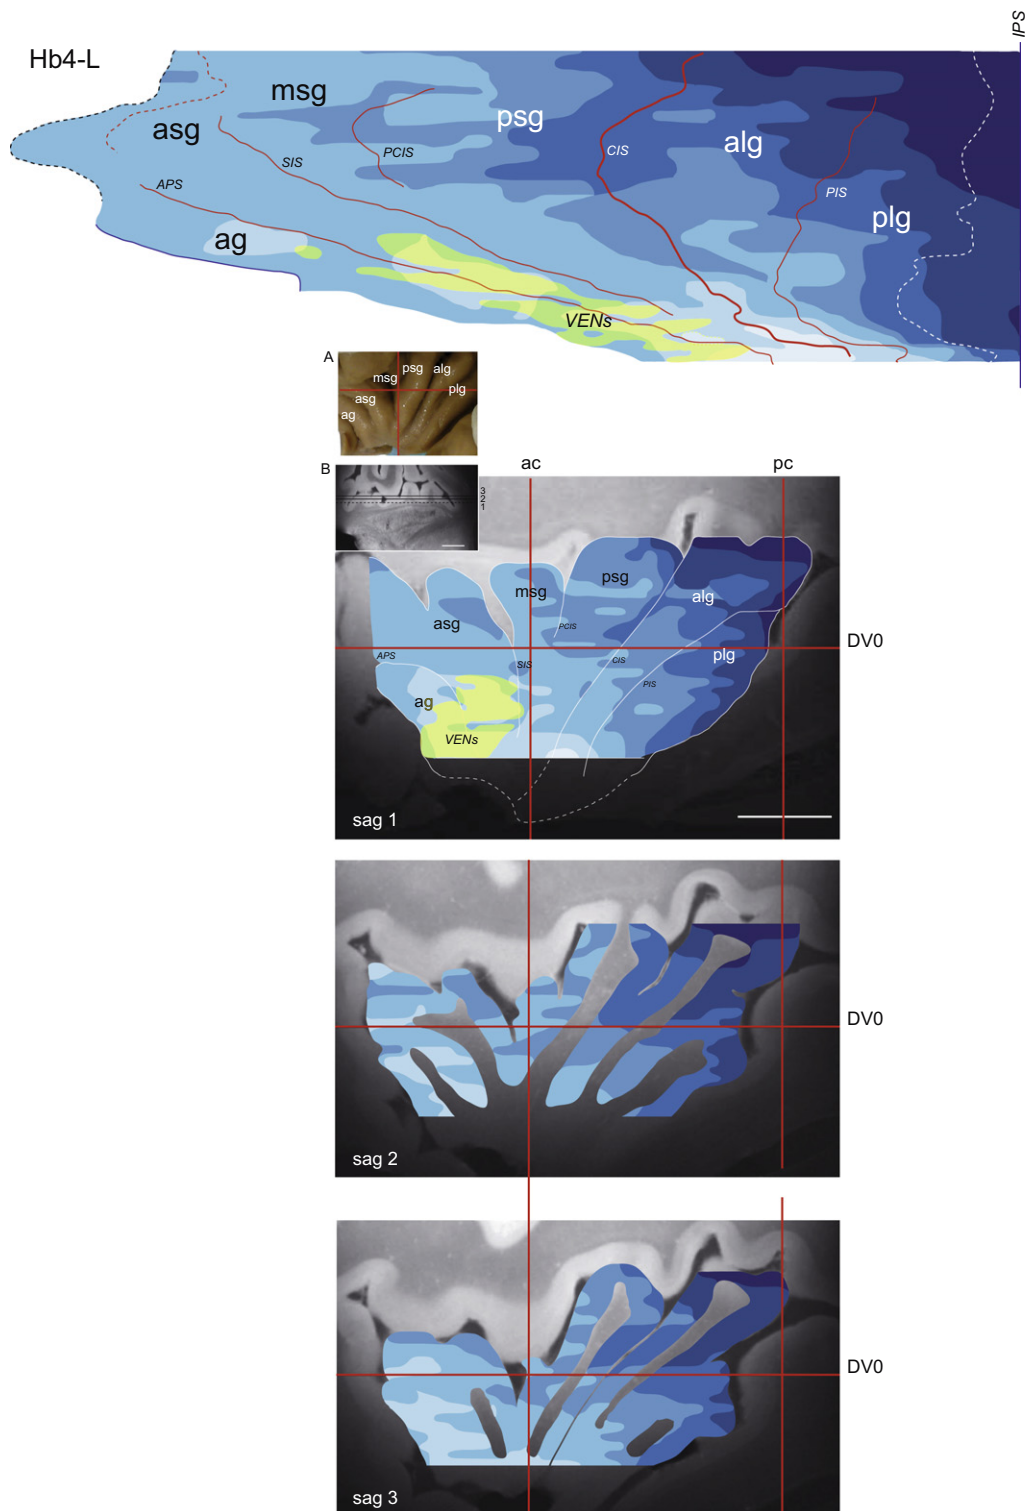 Hb4-L
IPS
msg
psg
asg
alg
SIS
PCIS
CIS
PIS
APS
plg
ag
VENs
A
msg
psg
alg
plg
asg
ag
B
3
2
1
ac
pc
psg
msg
alg
asg
PCIS
DV0
APS
SIS
CIS
plg
PIS
ag
VENs
sag 1
DV0
sag 2
DV0
sag 3